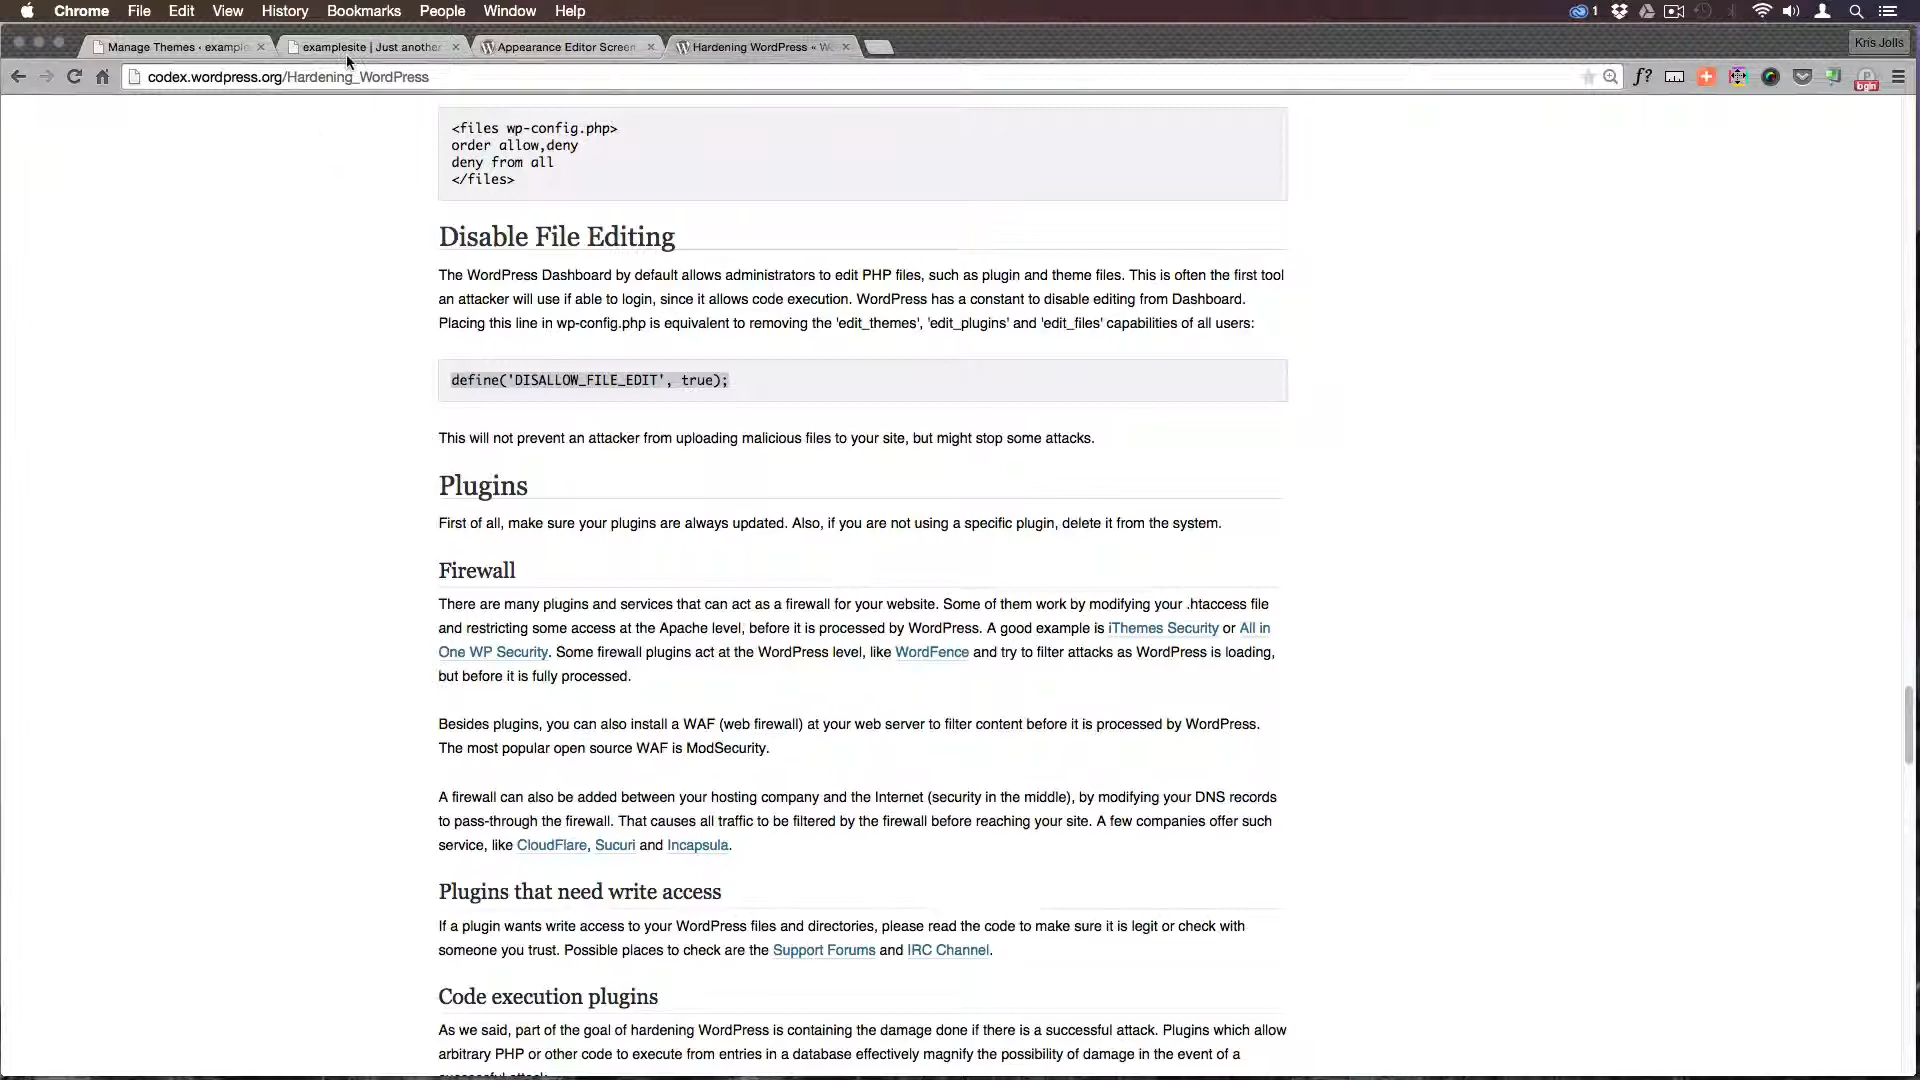 Chrome File Edit View History Bookmarks People Window Help
1
Manage Themes ‹ example
examplesite | Just another
Appearance Editor Screen
Hardening WordPress «
Kris Jolls
codex.wordpress.org/Hardening_WordPress
f?
login
<files wp-config.php>
order allow,deny
deny from all
</files>
Disable File Editing
The WordPress Dashboard by default allows administrators to edit PHP files, such as plugin and theme files. This is often the first tool
an attacker will use if able to login, since it allows code execution. WordPress has a constant to disable editing from Dashboard.
Placing this line in wp-config.php is equivalent to removing the 'edit_themes', 'edit_plugins' and 'edit_files' capabilities of all users:
define('DISALLOW_FILE_EDIT', true);
This will not prevent an attacker from uploading malicious files to your site, but might stop some attacks.
Plugins
First of all, make sure your plugins are always updated. Also, if you are not using a specific plugin, delete it from the system.
Firewall
There are many plugins and services that can act as a firewall for your website. Some of them work by modifying your .htaccess file
and restricting some access at the Apache level, before it is processed by WordPress. A good example is iThemes Security or All in
One WP Security. Some firewall plugins act at the WordPress level, like WordFence and try to filter attacks as WordPress is loading,
but before it is fully processed.
Besides plugins, you can also install a WAF (web firewall) at your web server to filter content before it is processed by WordPress.
The most popular open source WAF is ModSecurity.
A firewall can also be added between your hosting company and the Internet (security in the middle), by modifying your DNS records
to pass-through the firewall. That causes all traffic to be filtered by the firewall before reaching your site. A few companies offer such
service, like CloudFlare, Sucuri and Incapsula.
Plugins that need write access
If a plugin wants write access to your WordPress files and directories, please read the code to make sure it is legit or check with
someone you trust. Possible places to check are the Support Forums and IRC Channel.
Code execution plugins
As we said, part of the goal of hardening WordPress is containing the damage done if there is a successful attack. Plugins which allow
arbitrary PHP or other code to execute from entries in a database effectively magnify the possibility of damage in the event of a
successful attack.